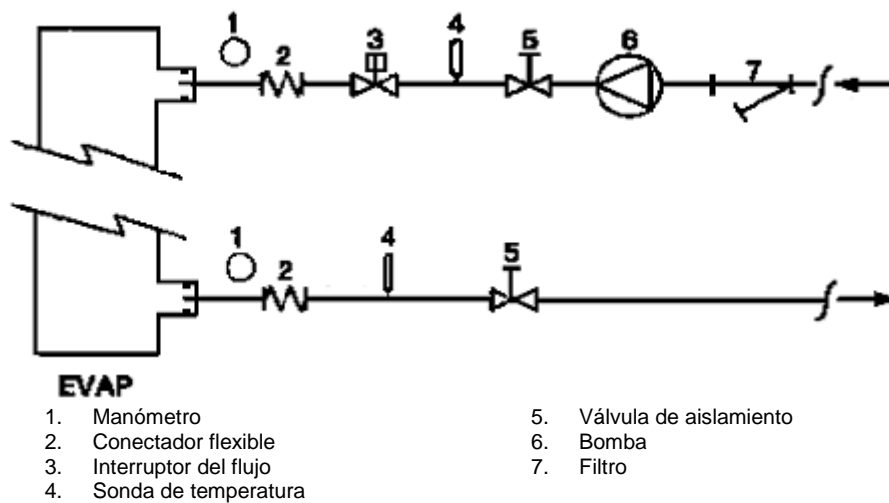 1
2
3
4
5
6
7
1
2
4
5
EVAP
1. Manómetro
2. Conectador flexible
3. Interruptor del flujo
4. Sonda de temperatura
5. Válvula de aislamiento
6. Bomba
7. Filtro